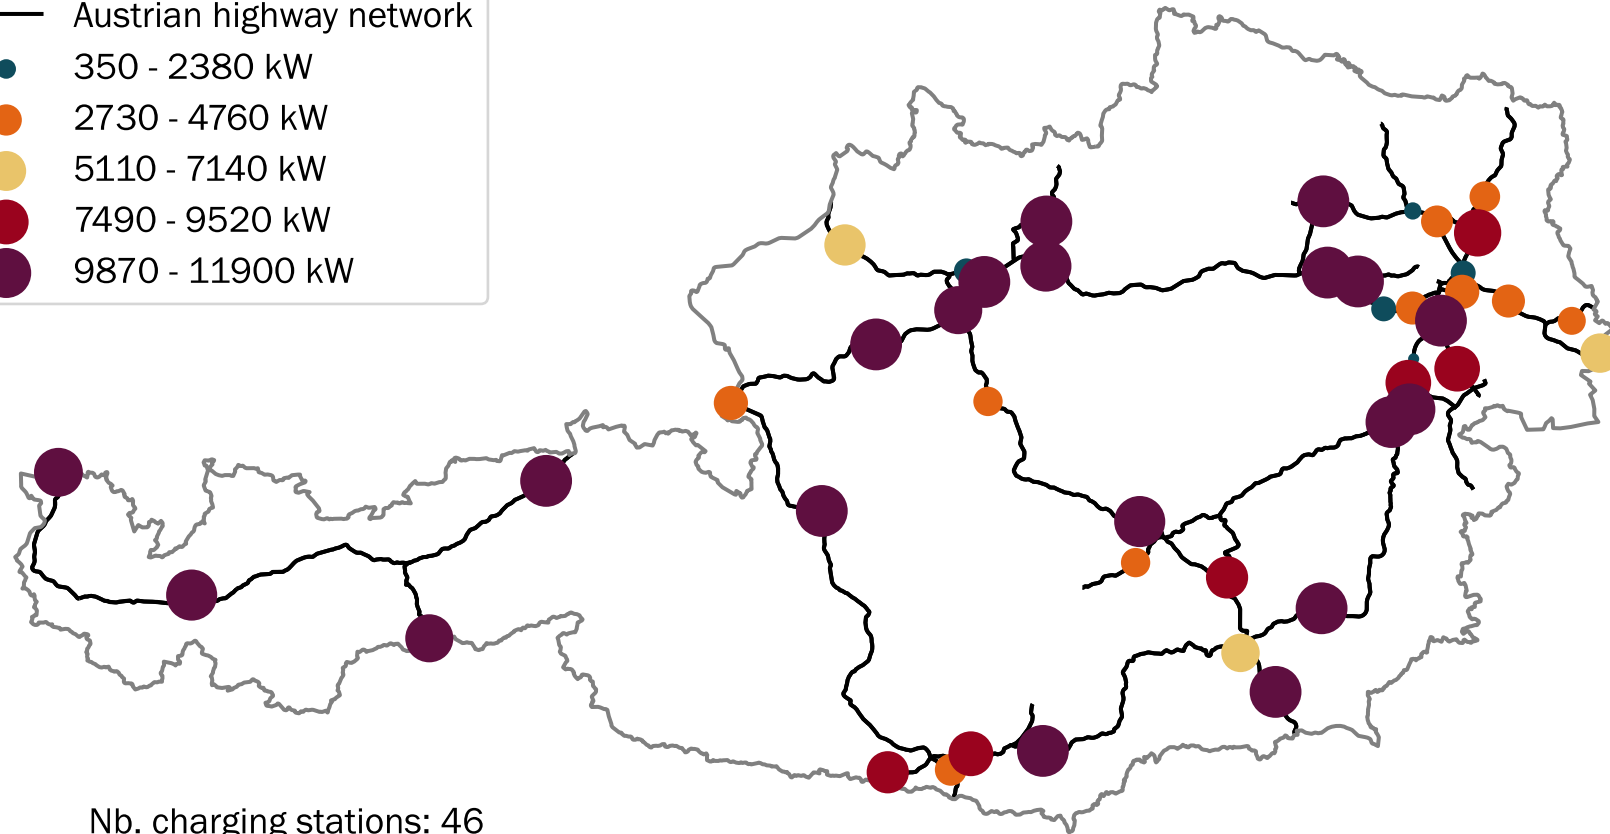 Austrian highway network
350 - 2380 kW
2730 - 4760 kW
5110 - 7140 kW
7490 - 9520 kW
9870 - 11900 kW
Nb. charging stations: 46